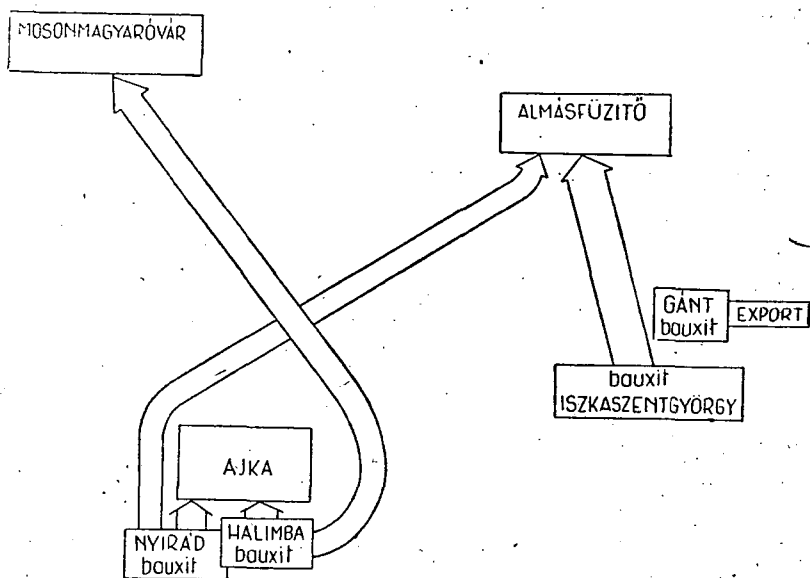 MOSONMAGYARÓVÁR
ALMÁSFÜZITŐ
GÁNT
bauxit
EXPORT
bauxit
ISZKASZENTGYÖRGY
AJKA
NYIRÁD
bauxit
HALIMBA
bauxit